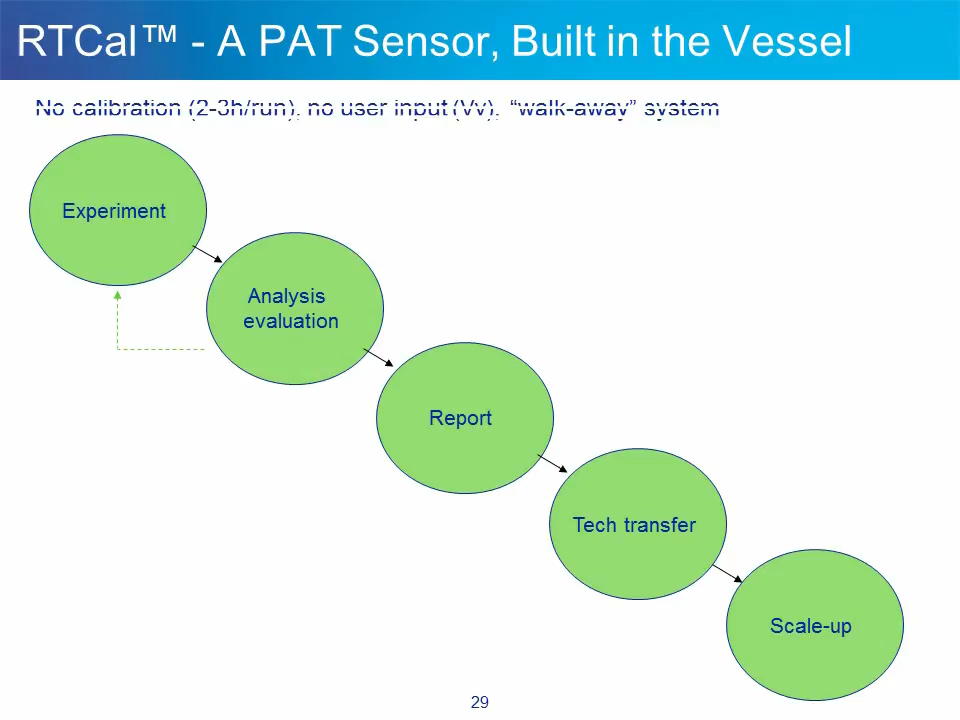 RTCal™ - A PAT Sensor, Built in the Vessel
No calibration (2-3h/run), no user input (Vv), “walk-away” system
Experiment
Analysis
evaluation
Report
Tech transfer
Scale-up
29